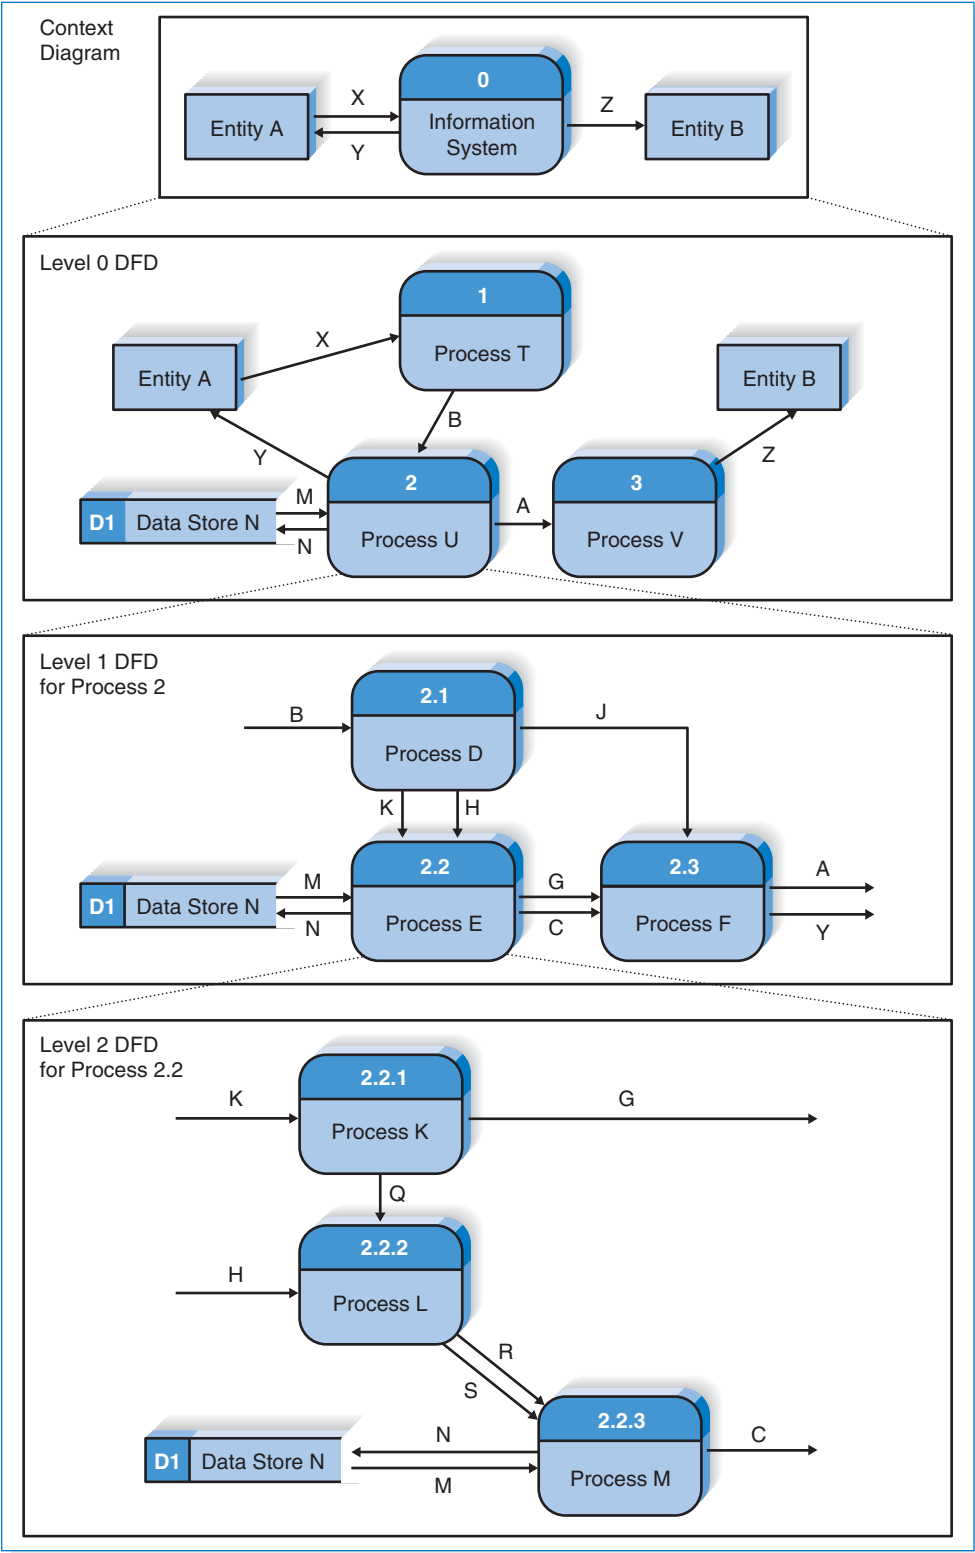 Context
Diagram
0
Information
System
Entity A
X
Y
Z
Entity B
Level 0 DFD
1
Process T
Entity A
X
Entity B
B
Y
Z
2
Process U
3
Process V
D1 Data Store N
M
N
A
Level 1 DFD
for Process 2
2.1
Process D
B
J
K
H
2.2
Process E
2.3
Process F
D1 Data Store N
M
N
G
C
A
Y
Level 2 DFD
for Process 2.2
2.2.1
Process K
K
G
Q
2.2.2
Process L
H
R
S
2.2.3
Process M
D1 Data Store N
N
M
C